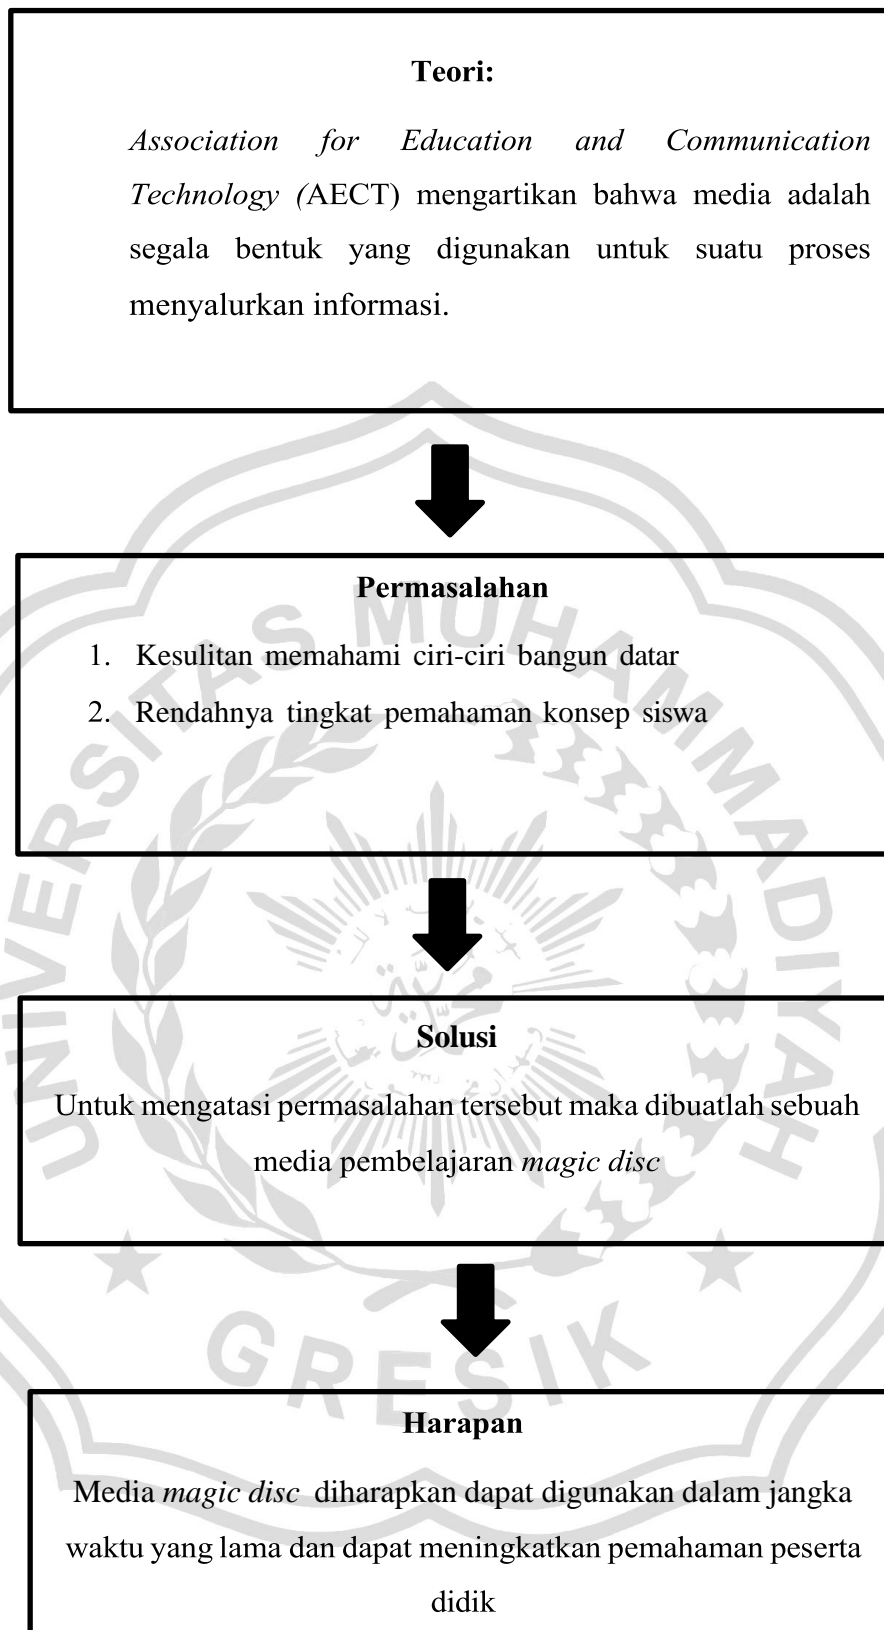 Teori:
Association for Education and Communication
Technology (AECT) mengartikan bahwa media adalah
segala bentuk yang digunakan untuk suatu proses
menyalurkan informasi.
Permasalahan
1. Kesulitan memahami ciri-ciri bangun datar
2. Rendahnya tingkat pemahaman konsep siswa
Solusi
Untuk mengatasi permasalahan tersebut maka dibuatlah sebuah
media pembelajaran magic disc
Harapan
Media magic disc diharapkan dapat digunakan dalam jangka
waktu yang lama dan dapat meningkatkan pemahaman peserta
didik
UNIVERSITAS MUHAMMADIYAH
GRESIK